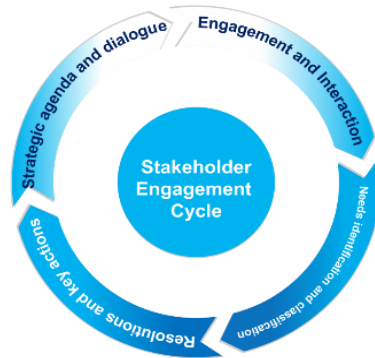 Strategic agenda and dialogue
Engagement and Interaction
Needs identification and classification
Resolutions and key actions
Stakeholder
Engagement
Cycle